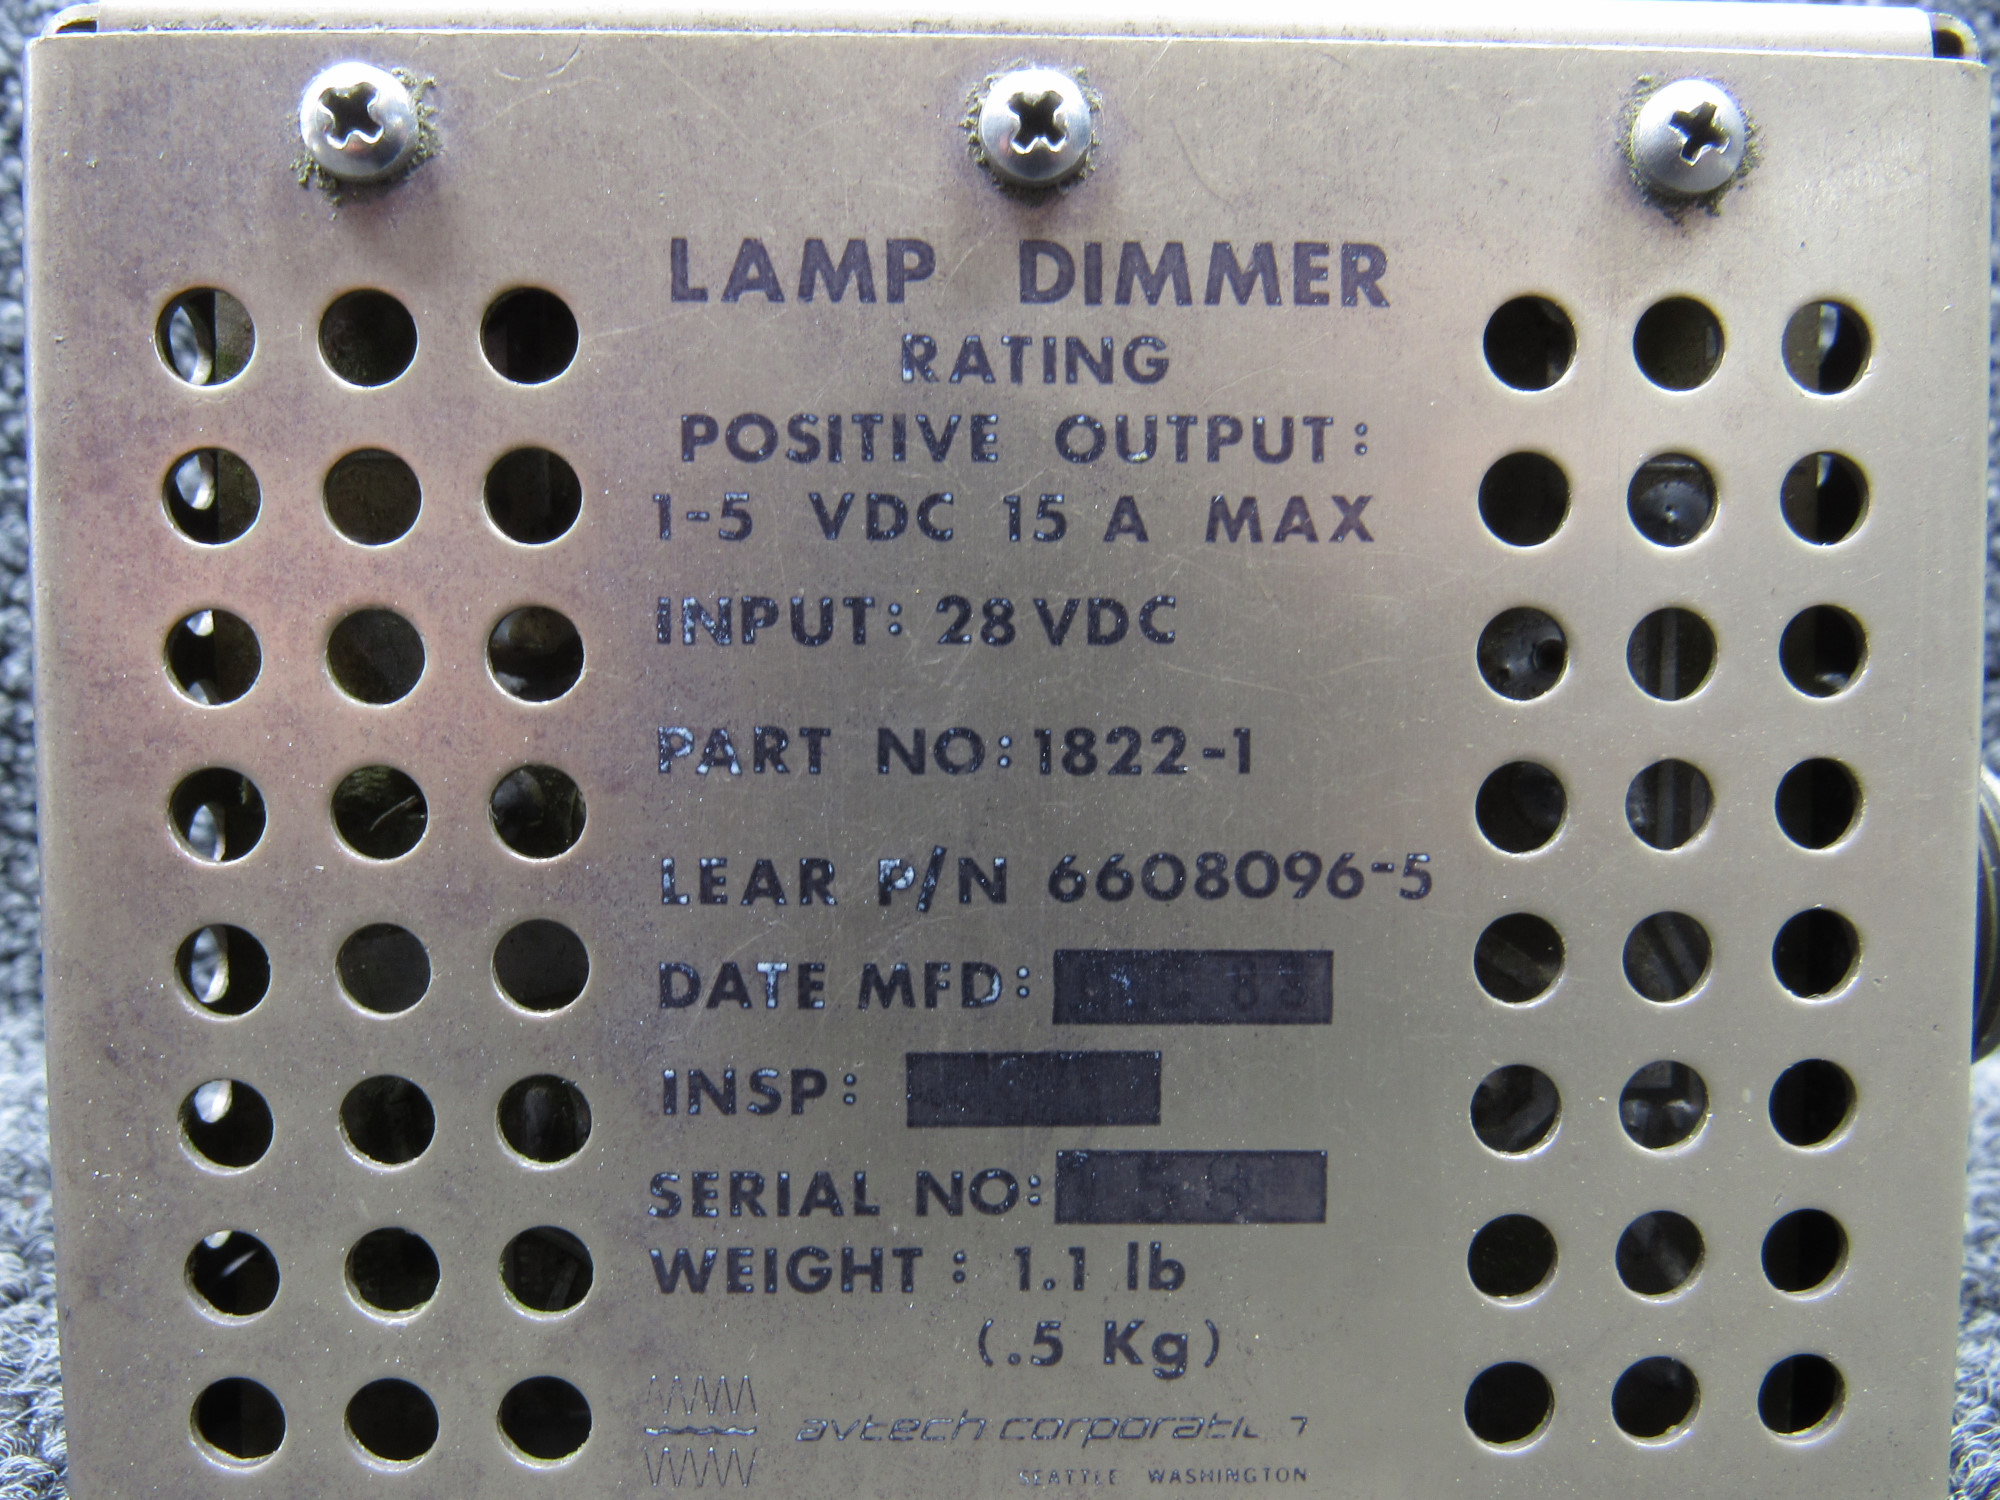 LAMP DIMMER
RATING
POSITIVE OUTPUT:
1-5 VDC 15 A MAX
INPUT: 28 VDC
PART NO: 1822-1
LEAR P/N 6608096-5
DATE MFD:
INSP:
SERIAL NO:
WEIGHT : 1.1 lb
(.5 Kg)
avtech
SEATTLE WASHINGTON